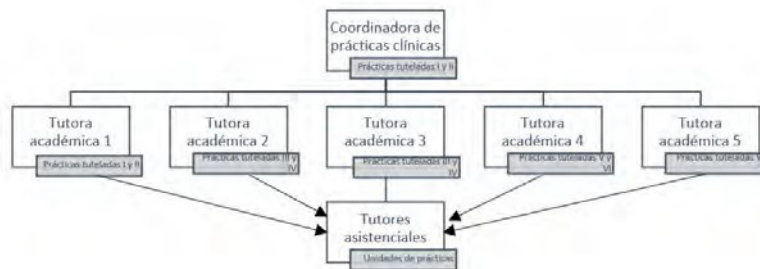 Coordinadora de
prácticas clínicas
Prácticas tuteladas I y II
Tutora
académica 1
Prácticas tuteladas I y II
Tutora
académica 2
Prácticas tuteladas III y
IV
Tutora
académica 3
Prácticas tuteladas III y
IV
Tutora
académica 4
Prácticas tuteladas V y
VI
Tutora
académica 5
Prácticas tuteladas V
Tutores
asistenciales
Unidades de prácticas